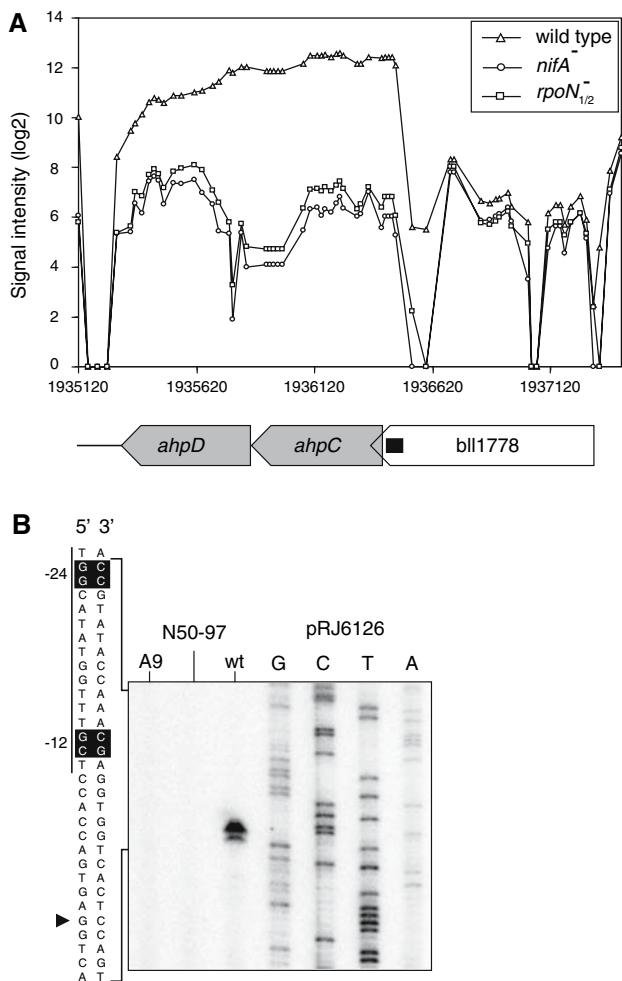 A
Signal intensity (log2)
14
12
10
8
6
4
2
0
wild type
nifA⁻
rpoN₁/₂⁻
1935120 1935620 1936120 1936620 1937120
ahpD ahpC bll1778
B
5' 3'
T A
-24
G C
G C
C G
A T
T A
A T
T A
G C
G C
T A
T A
T A
-12
G C
C G
T A
C G
C G
A T
C G
C G
A T
G C
T A
G C
A T
G C
G C
T A
C G
A T
N50-97 pRJ6126
A9 wt G C T A